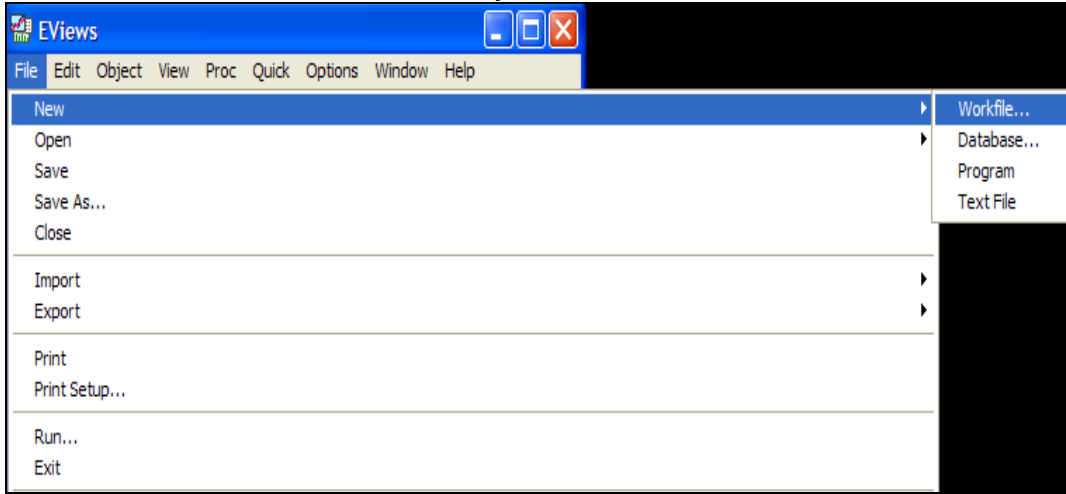 EViews
File Edit Object View Proc Quick Options Window Help
New
Workfile...
Open
Database...
Save
Program
Save As...
Text File
Close
Import
Export
Print
Print Setup...
Run...
Exit